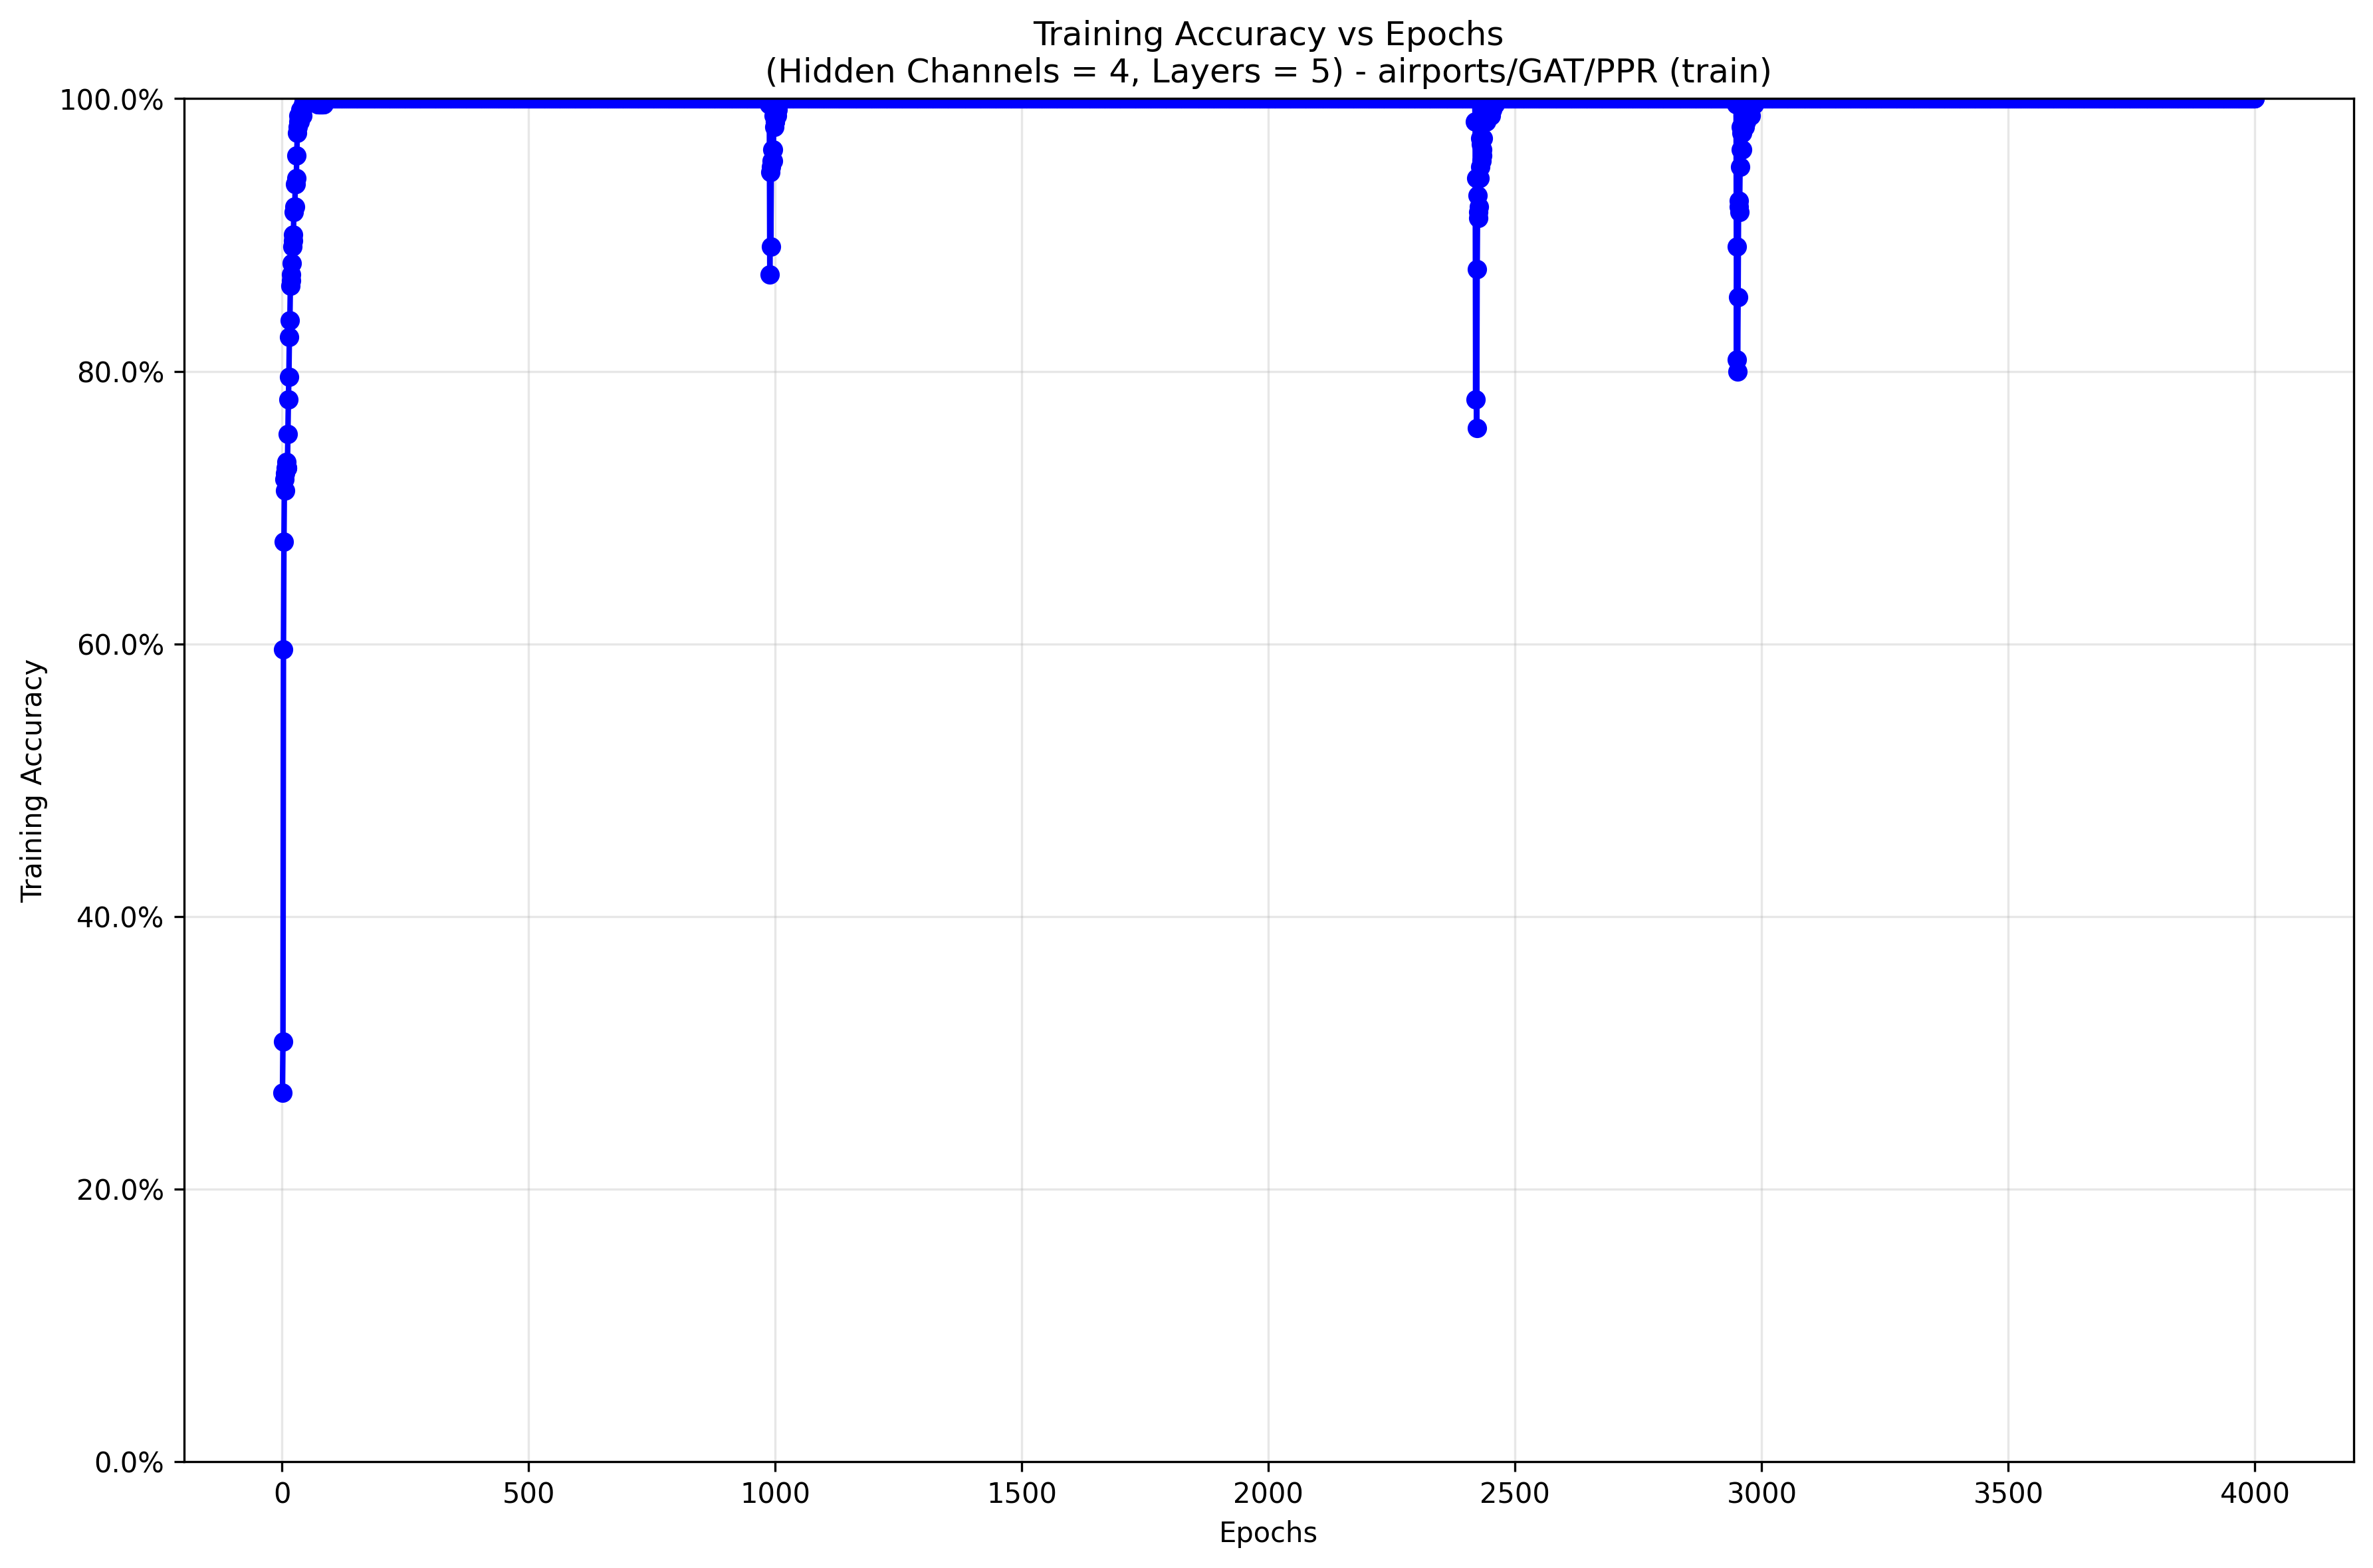 Training Accuracy vs Epochs
(Hidden Channels = 4, Layers = 5) - airports/GAT/PPR (train)
100.0%
80.0%
60.0%
40.0%
20.0%
0.0%
Training Accuracy
0 500 1000 1500 2000 2500 3000 3500 4000
Epochs